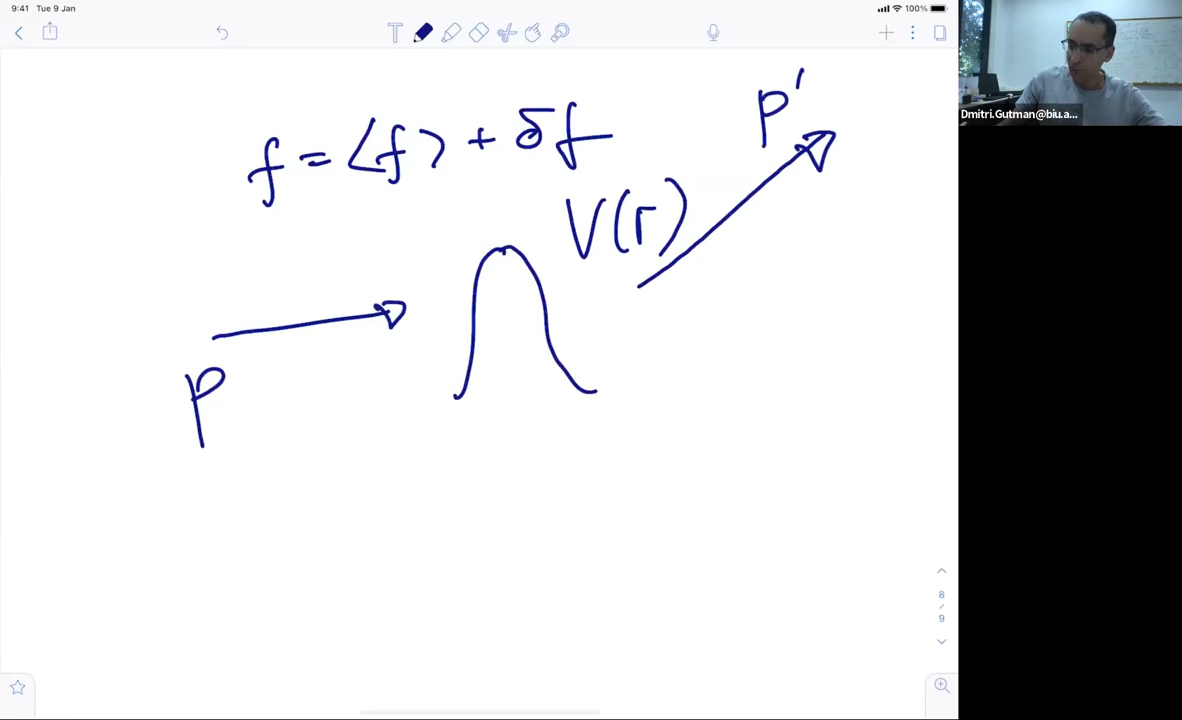 9:41 Tue 9 Jan
100%
T
f = ⟨f⟩ + δf
p'
V(r)
p
8
/
9
Dmitri.Gutman@biu.a...